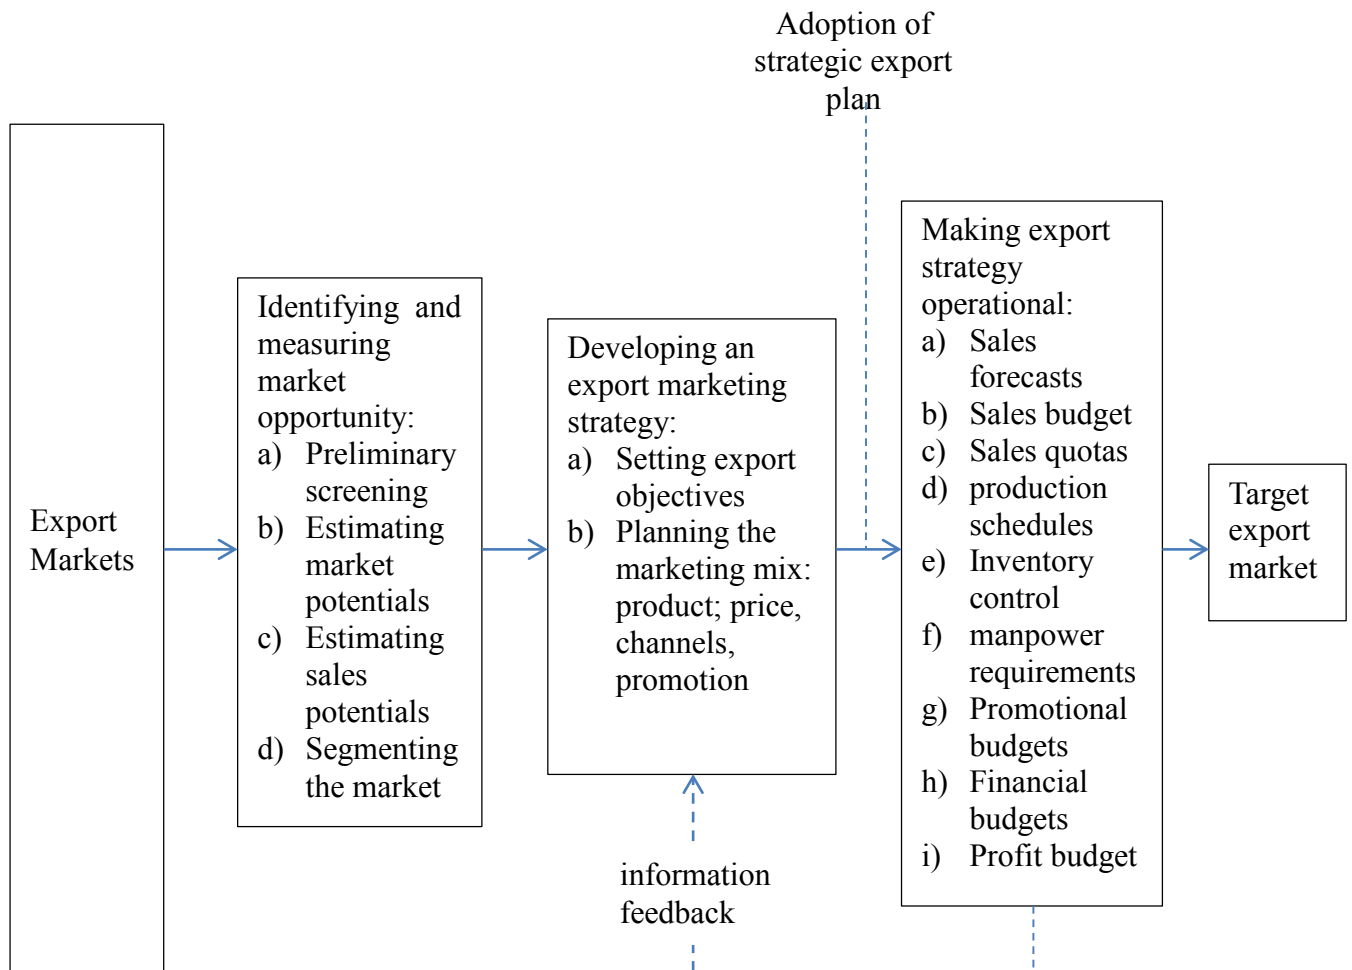 Adoption of
strategic export
plan
Export
Markets
Identifying and
measuring
market
opportunity:
a) Preliminary
screening
b) Estimating
market
potentials
c) Estimating
sales
potentials
d) Segmenting
the market
Developing an
export marketing
strategy:
a) Setting export
objectives
b) Planning the
marketing mix:
product; price,
channels,
promotion
information
feedback
Making export
strategy
operational:
a) Sales
forecasts
b) Sales budget
c) Sales quotas
d) production
schedules
e) Inventory
control
f) manpower
requirements
g) Promotional
budgets
h) Financial
budgets
i) Profit budget
Target
export
market